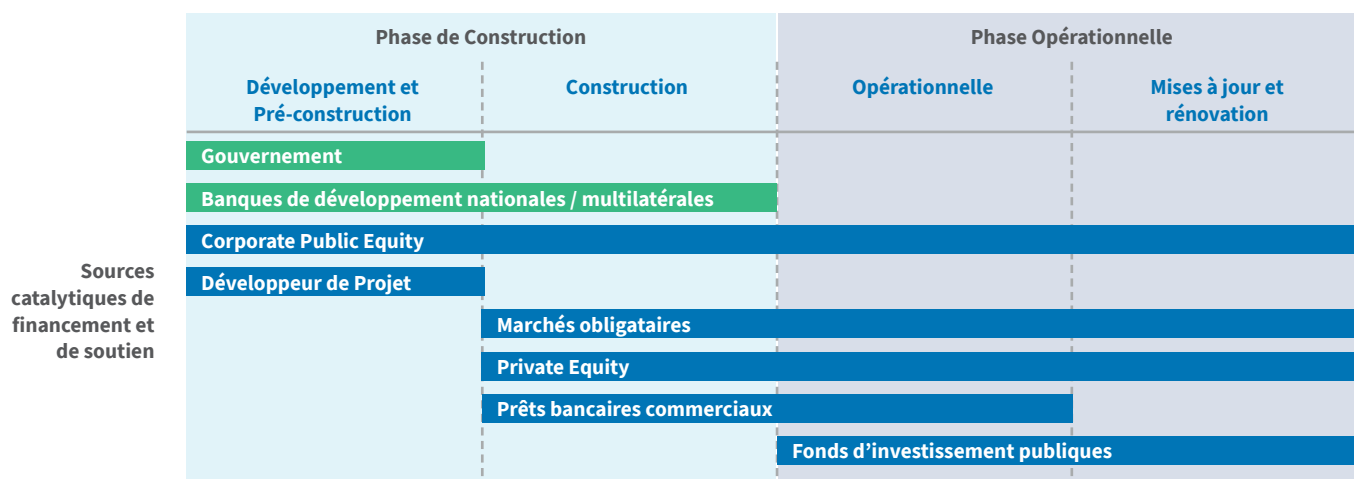 Phase de Construction
Phase Opérationnelle
Développement et
Pré-construction
Construction
Opérationnelle
Mises à jour et
rénovation
Sources
catalytiques de
financement et
de soutien
Gouvernement
Banques de développement nationales / multilatérales
Corporate Public Equity
Développeur de Projet
Marchés obligataires
Private Equity
Prêts bancaires commerciaux
Fonds d’investissement publiques